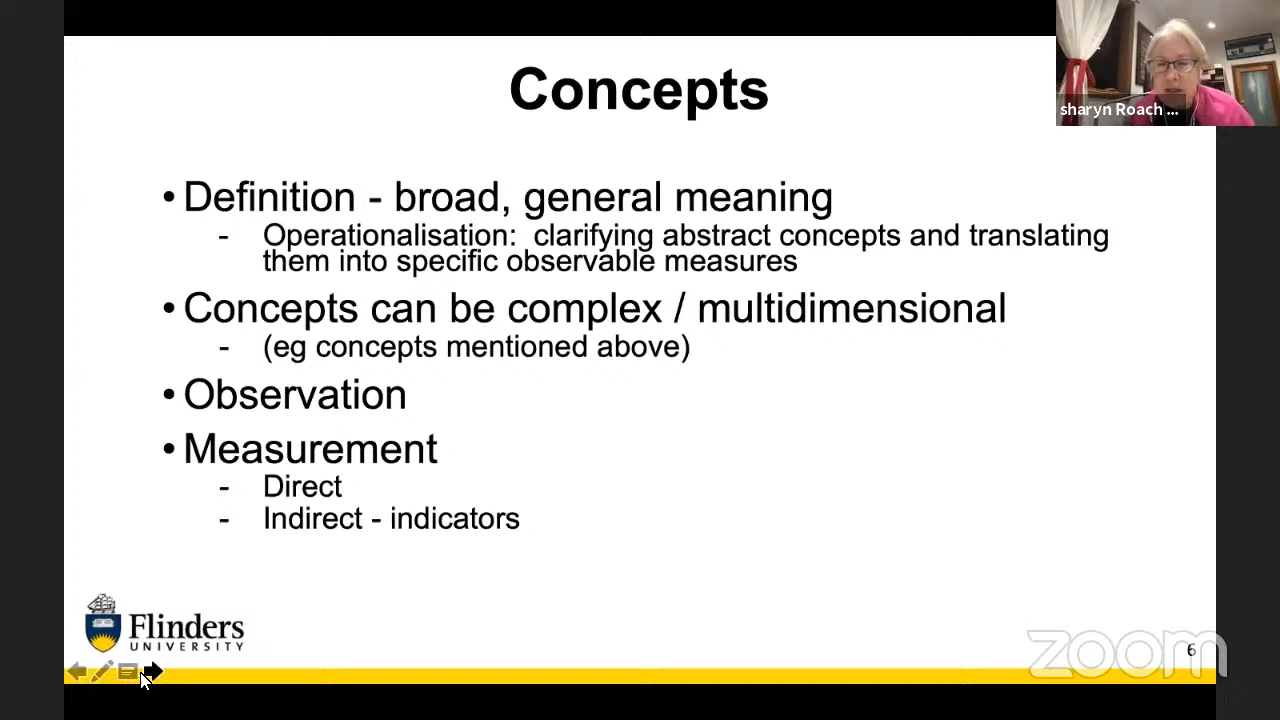 Concepts
sharyn Roach ...
• Definition - broad, general meaning
- Operationalisation: clarifying abstract concepts and translating
them into specific observable measures
• Concepts can be complex / multidimensional
- (eg concepts mentioned above)
• Observation
• Measurement
- Direct
- Indirect - indicators
Flinders
UNIVERSITY
zoom
6